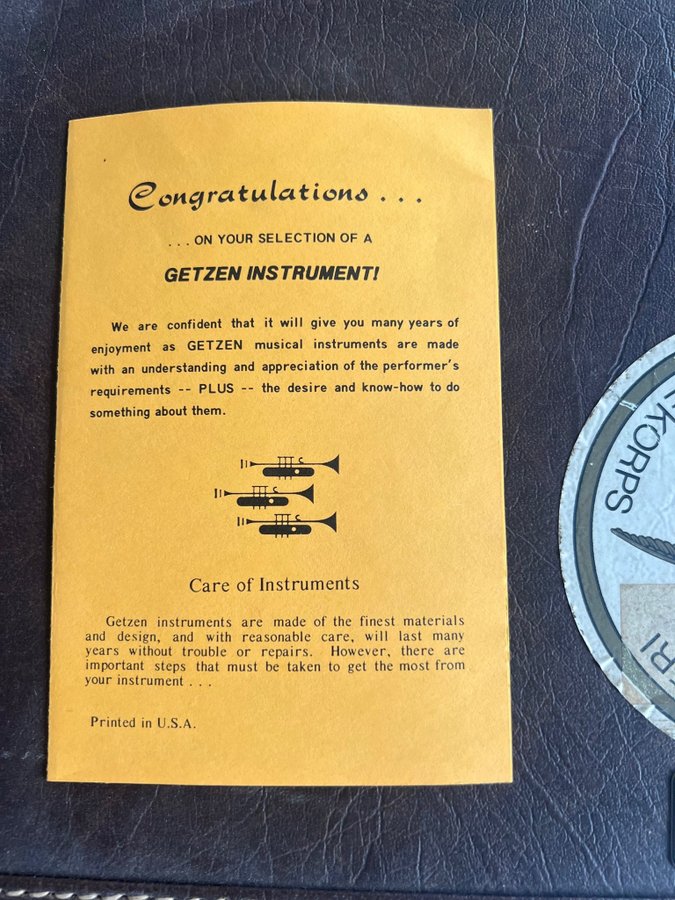 Congratulations . . .
. . . ON YOUR SELECTION OF A
GETZEN INSTRUMENT!
We are confident that it will give you many years of
enjoyment as GETZEN musical instruments are made
with an understanding and appreciation of the performer's
requirements -- PLUS -- the desire and know-how to do
something about them.
Care of Instruments
Getzen instruments are made of the finest materials
and design, and with reasonable care, will last many
years without trouble or repairs. However, there are
important steps that must be taken to get the most from
your instrument . . .
Printed in U.S.A.
EKORPS
RI